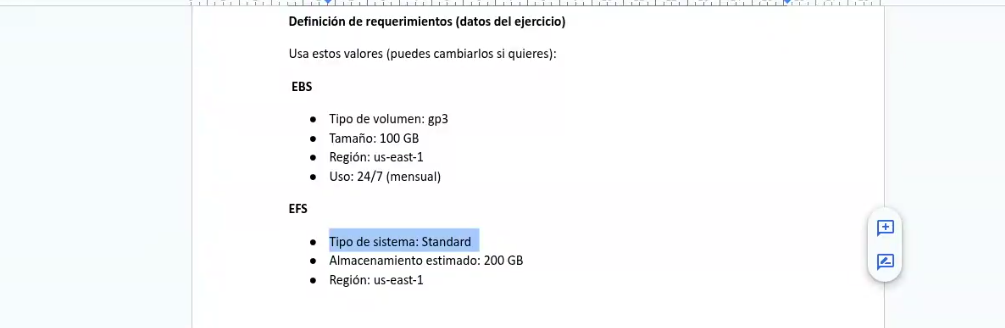 Definición de requerimientos (datos del ejercicio)
Usa estos valores (puedes cambiarlos si quieres):
EBS
● Tipo de volumen: gp3
● Tamaño: 100 GB
● Región: us-east-1
● Uso: 24/7 (mensual)
EFS
● Tipo de sistema: Standard
● Almacenamiento estimado: 200 GB
● Región: us-east-1